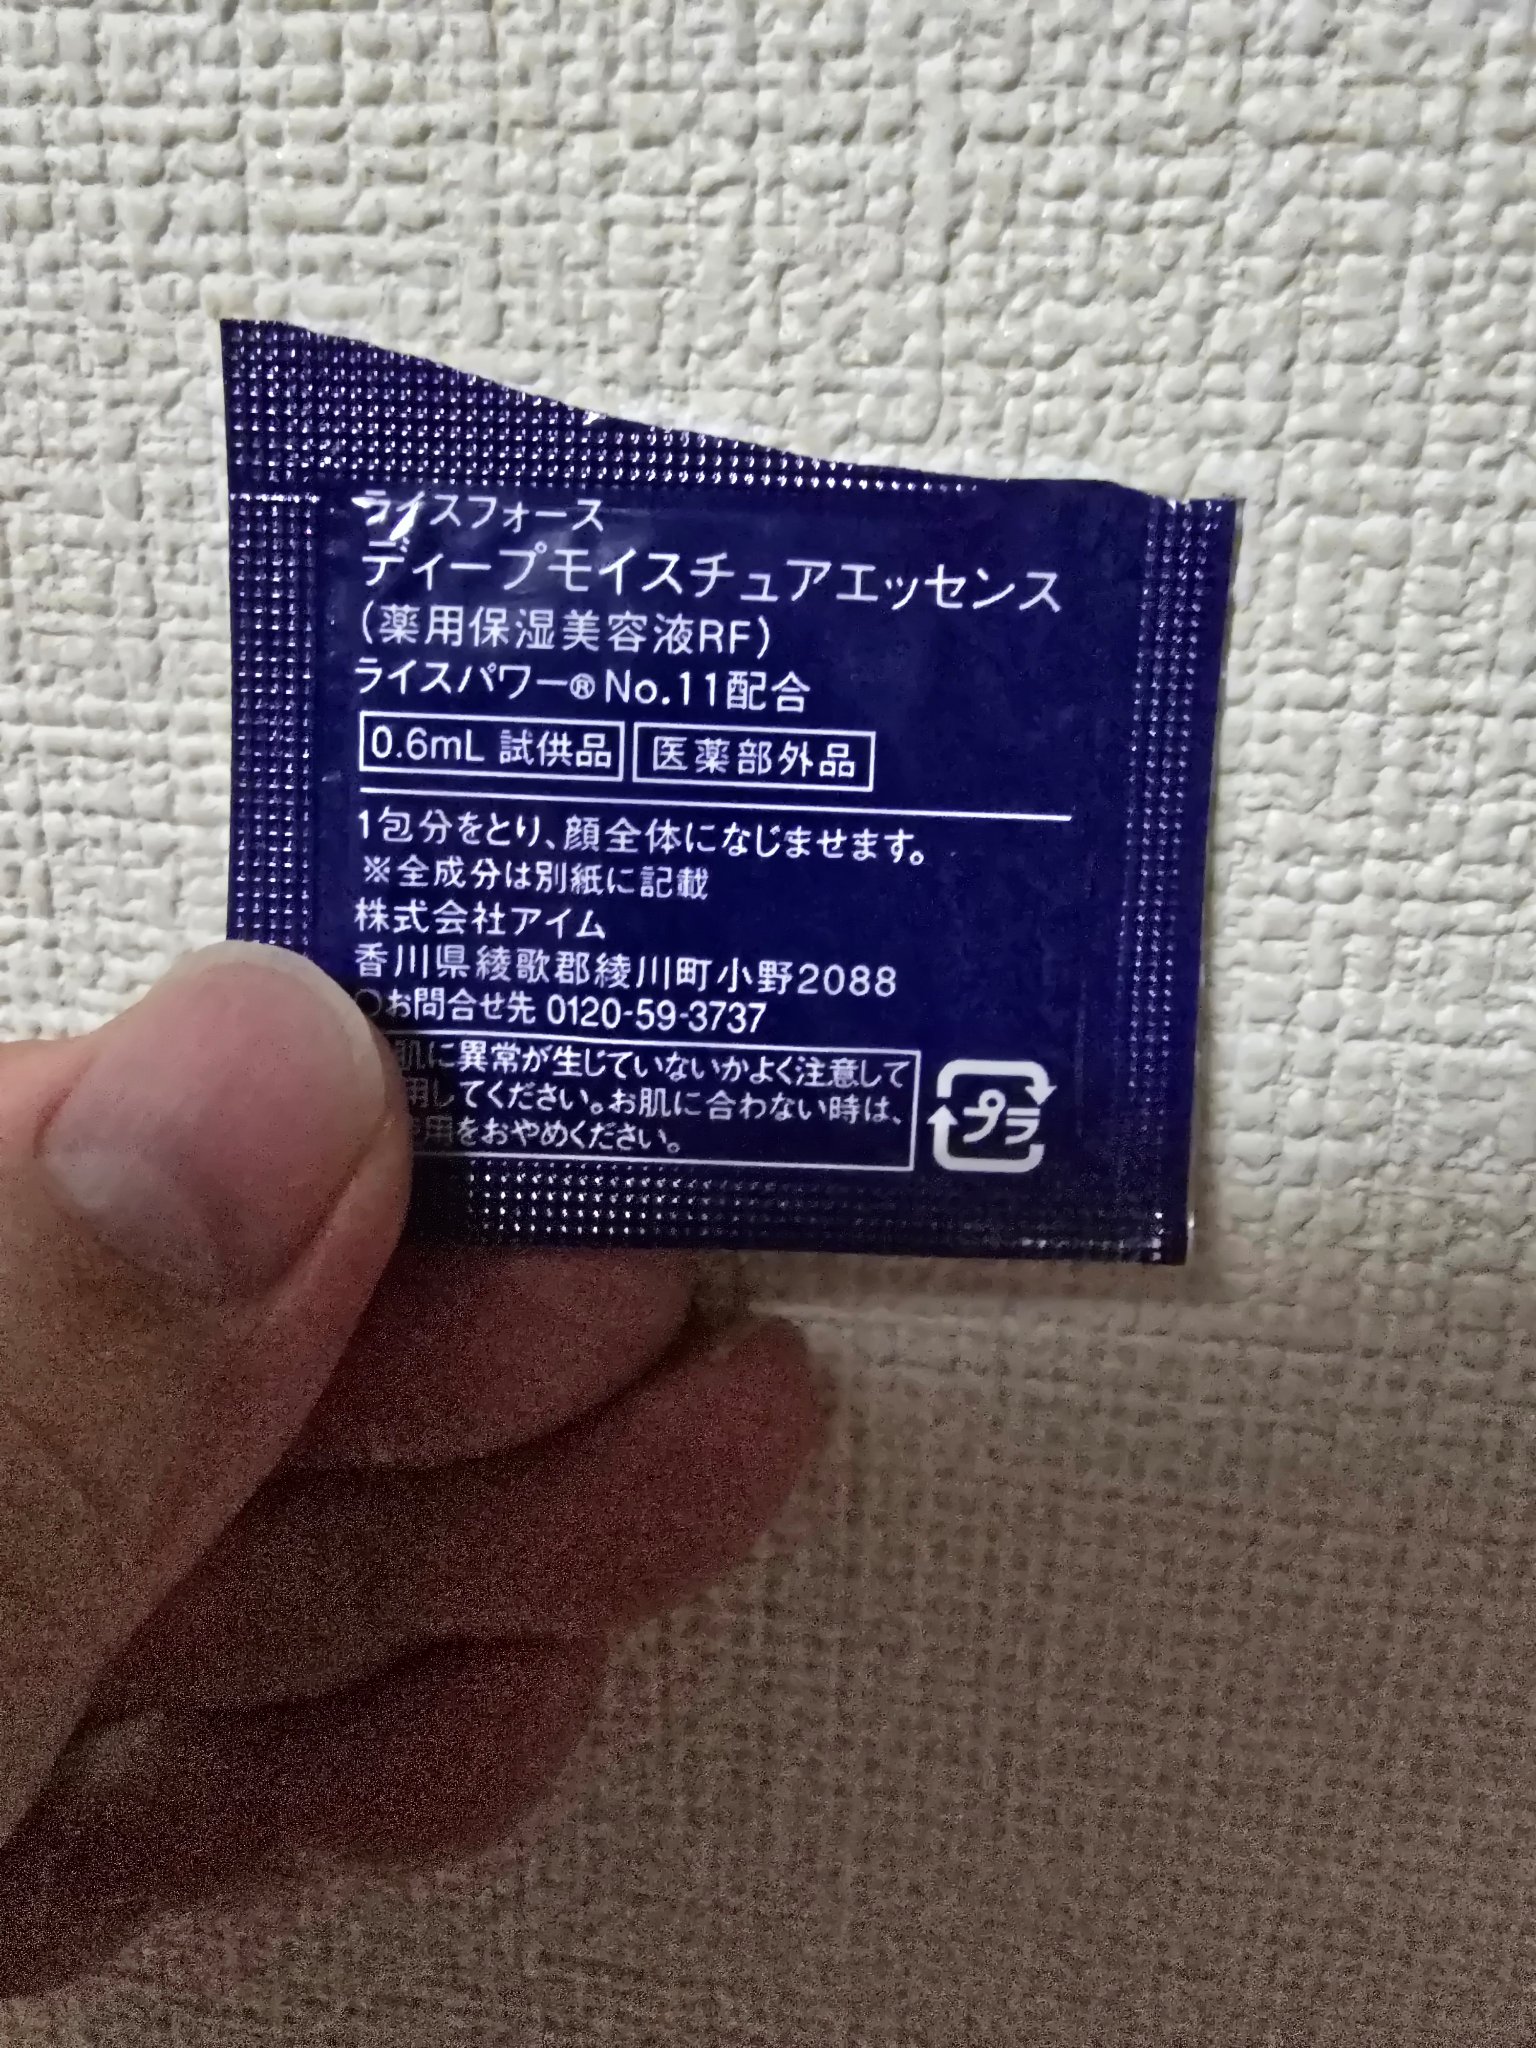 ライスフォース
ディープモイスチュアエッセンス
(薬用保湿美容液RF)
ライスパワー®No.11配合
0.6mL 試供品 医薬部外品
1包分をとり、顔全体になじませます。
※全成分は別紙に記載
株式会社アイム
香川県綾歌郡綾川町小野2088
○お問合せ先 0120-59-3737
肌に異常が生じていないかよく注意して
用してください。お肌に合わない時は、
用をおやめください。
プラ